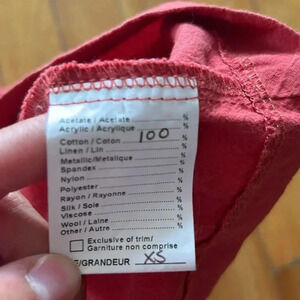 Acetate / Acetate %
Acrylic / Acrylique %
Cotton / Coton 100 %
Linen / Lin %
Metallic/Metallique %
Spandex %
Nylon %
Polyester %
Rayon / Rayonne %
Silk / Soie %
Viscose %
Wool / Laine %
Other / Autre %
Exclusive of trim/
Garniture non comprise
E/GRANDEUR XS